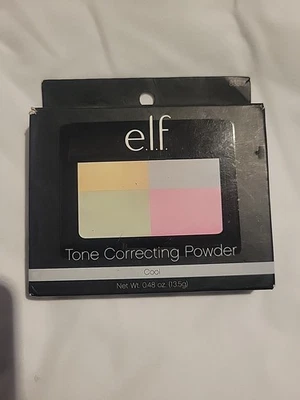 e.l.f.
Tone Correcting Powder
Cool
Net Wt. 0.48 oz. (13.5g)